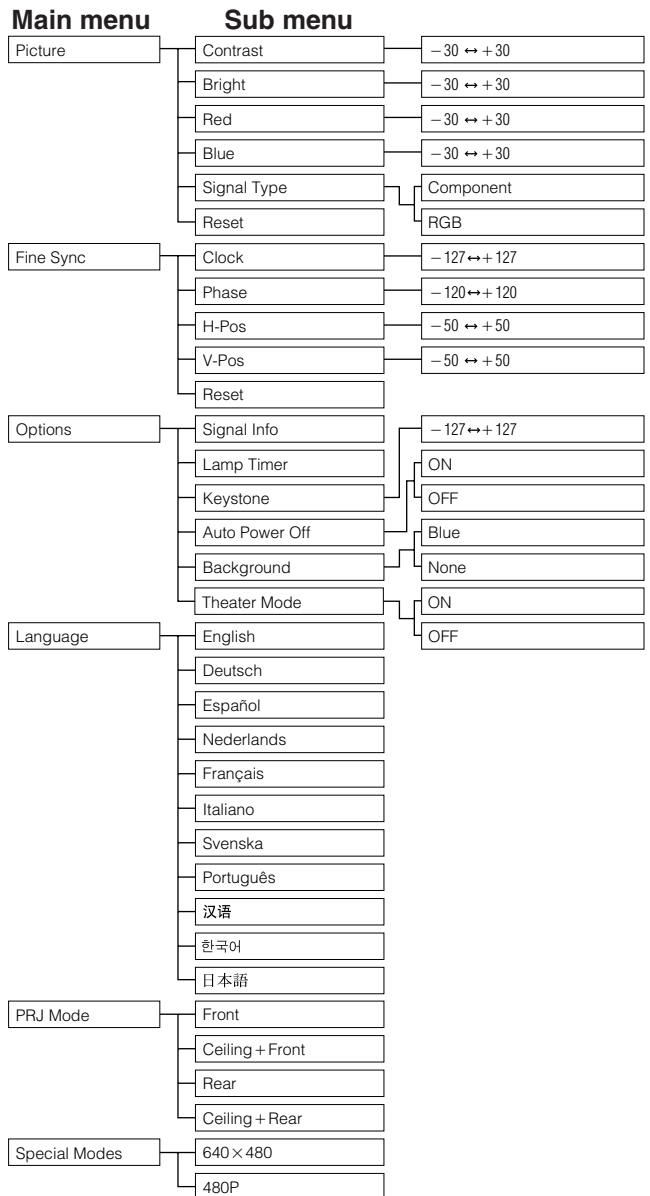 Main menu Sub menu
Picture Contrast −30 ↔ +30
Bright −30 ↔ +30
Red −30 ↔ +30
Blue −30 ↔ +30
Signal Type Component
Reset RGB
Fine Sync Clock −127↔+127
Phase −120↔+120
H-Pos −50 ↔ +50
V-Pos −50 ↔ +50
Reset
Options Signal Info −127↔+127
Lamp Timer ON
Keystone OFF
Auto Power Off Blue
Background None
Theater Mode ON
Language English OFF
Deutsch
Español
Nederlands
Français
Italiano
Svenska
Português
汉语
한국어
日本語
PRJ Mode Front
Ceiling+Front
Rear
Ceiling+Rear
Special Modes 640×480
480P